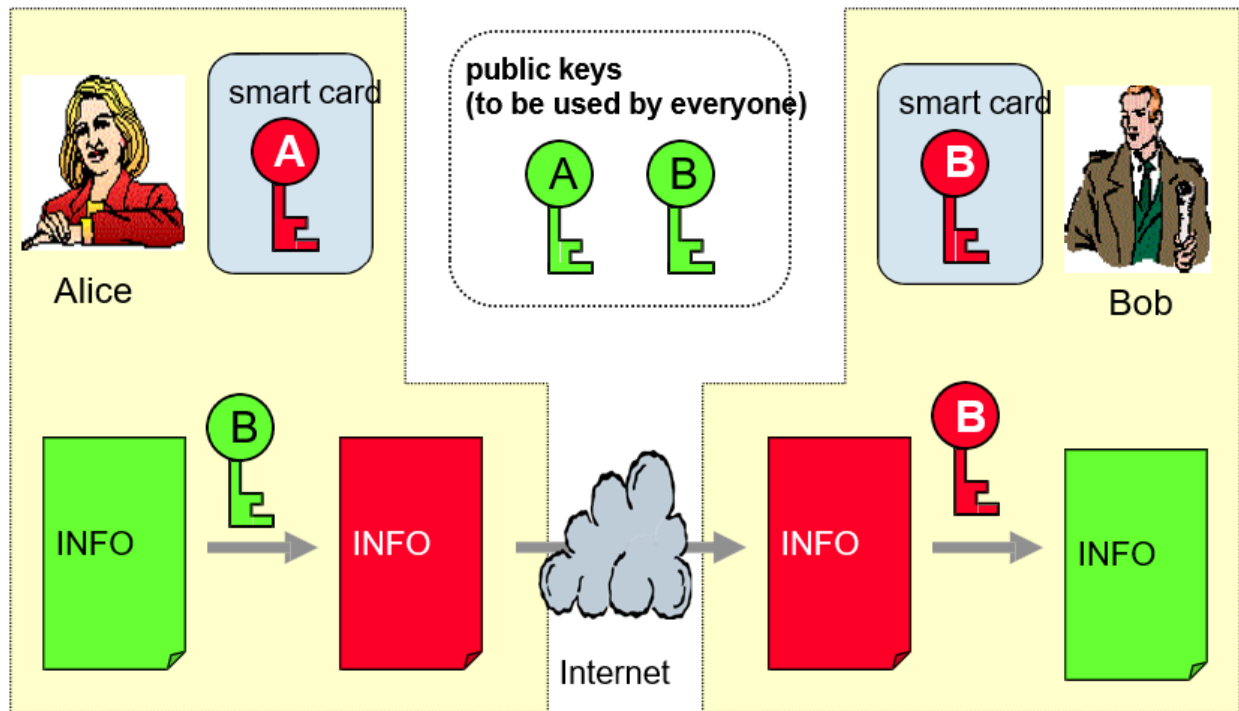 smart card
A
Alice
public keys
(to be used by everyone)
A
B
smart card
B
Bob
B
INFO
INFO
Internet
B
INFO
INFO